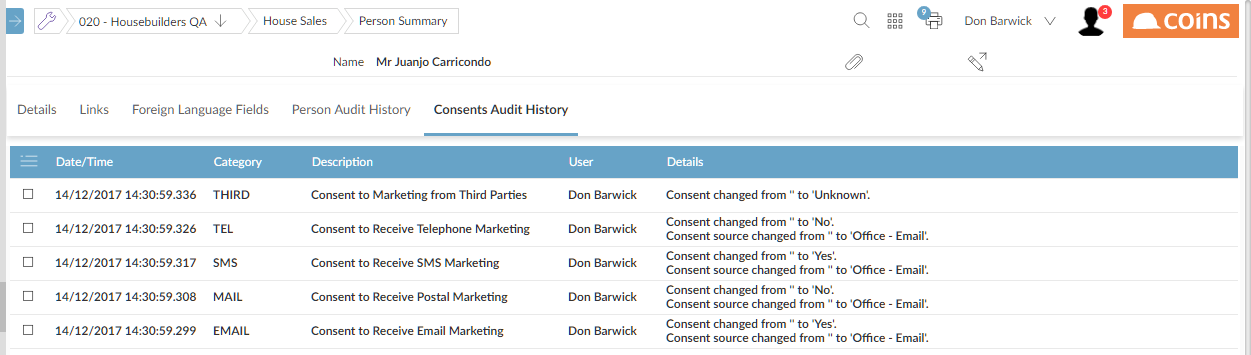 020 - Housebuilders QA
House Sales
Person Summary
9
Don Barwick
3
coins
Name Mr Juanjo Carricondo
Details Links Foreign Language Fields Person Audit History Consents Audit History
Date/Time Category Description User Details
14/12/2017 14:30:59.336 THIRD Consent to Marketing from Third Parties Don Barwick Consent changed from '' to 'Unknown'.
14/12/2017 14:30:59.326 TEL Consent to Receive Telephone Marketing Don Barwick Consent changed from '' to 'No'.
Consent source changed from '' to 'Office - Email'.
14/12/2017 14:30:59.317 SMS Consent to Receive SMS Marketing Don Barwick Consent changed from '' to 'Yes'.
Consent source changed from '' to 'Office - Email'.
14/12/2017 14:30:59.308 MAIL Consent to Receive Postal Marketing Don Barwick Consent changed from '' to 'No'.
Consent source changed from '' to 'Office - Email'.
14/12/2017 14:30:59.299 EMAIL Consent to Receive Email Marketing Don Barwick Consent changed from '' to 'Yes'.
Consent source changed from '' to 'Office - Email'.